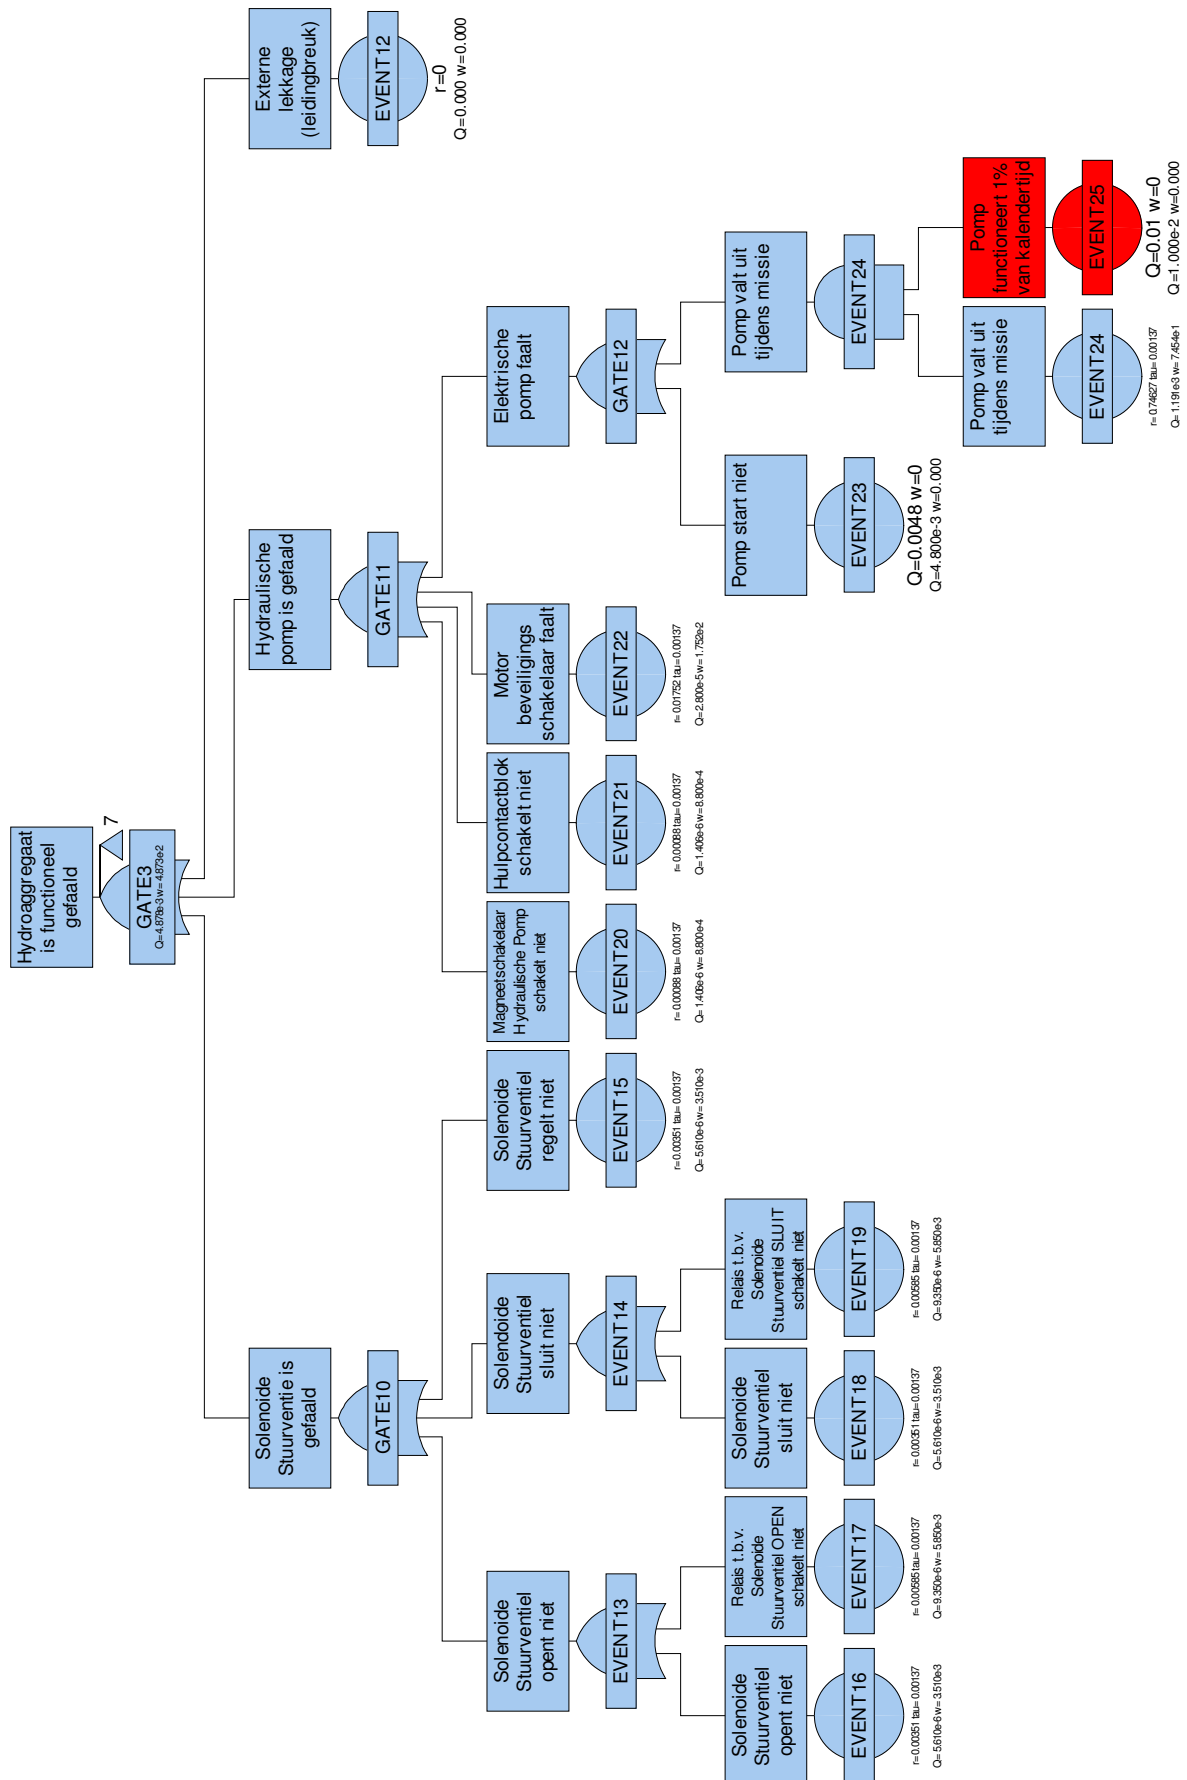 Hydroaggregaat
is functioneel
gefaald
7
GATE3
Q=4.878e-3 w=4.873e-2
Solenoide
Stuurventie is
gefaald
GATE10
Hydraulische
pomp is gefaald
GATE11
Externe
lekkage
(leidingbreuk)
EVENT12
r=0
Q=0.000 w=0.000
Solenoide
Stuurventiel
opent niet
EVENT13
Solendoide
Stuurventiel
sluit niet
EVENT14
Solenoide
Stuurventiel
regelt niet
EVENT15
r=0.00351 tau=0.00137
Q=5.610e-6 w=3.510e-3
Magneetschakelaar
Hydraulische Pomp
schakelt niet
EVENT20
r=0.00088 tau=0.00137
Q=1.406e-6 w=8.800e-4
Hulpcontactblok
schakelt niet
EVENT21
r=0.00088 tau=0.00137
Q=1.406e-6 w=8.800e-4
Motor
beveiligings
schakelaar faalt
EVENT22
r=0.01752 tau=0.00137
Q=2.800e-5 w=1.752e-2
Elektrische
pomp faalt
GATE12
Solenoide
Stuurventiel
opent niet
EVENT16
r=0.00351 tau=0.00137
Q=5.610e-6 w=3.510e-3
Relais t.b.v.
Solenoide
Stuurventiel OPEN
schakelt niet
EVENT17
r=0.00585 tau=0.00137
Q=9.350e-6 w=5.850e-3
Solenoide
Stuurventiel
sluit niet
EVENT18
r=0.00351 tau=0.00137
Q=5.610e-6 w=3.510e-3
Relais t.b.v.
Solenoide
Stuurventiel SLUIT
schakelt niet
EVENT19
r=0.00585 tau=0.00137
Q=9.350e-6 w=5.850e-3
Pomp start niet
EVENT23
Q=0.0048 w=0
Q=4.800e-3 w=0.000
Pomp valt uit
tijdens missie
EVENT24
Pomp valt uit
tijdens missie
EVENT24
r=0.74627 tau=0.00137
Q=1.191e-3 w=7.454e-1
Pomp
functioneert 1%
van kalendertijd
EVENT25
Q=0.01 w=0
Q=1.000e-2 w=0.000